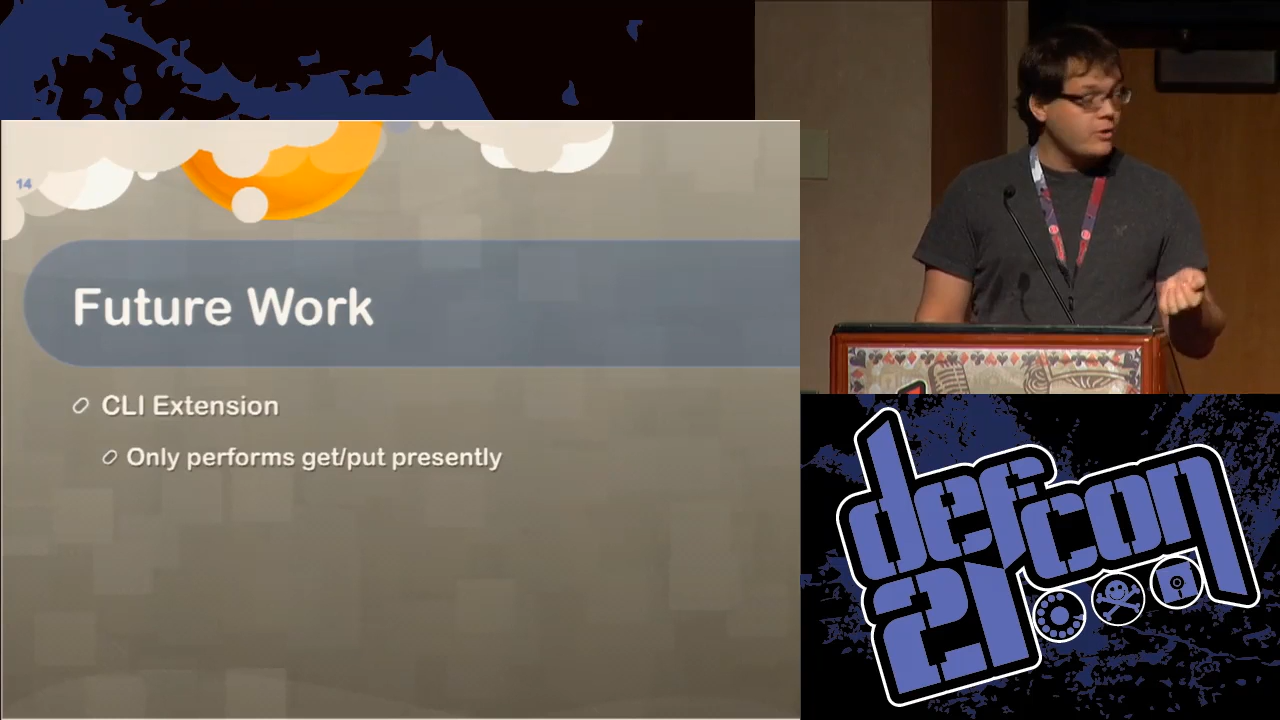 14
Future Work
CLI Extension
Only performs get/put presently
defcon
21